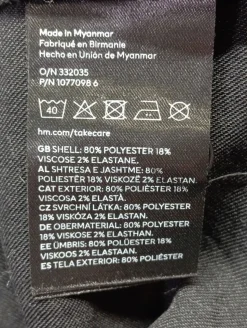 Made in Myanmar
Fabriqué en Birmanie
Hecho en Unión de Myanmar
O/N 332035
P/N 1077098 6
40
hm.com/takecare
GB SHELL: 80% POLYESTER 18%
VISCOSE 2% ELASTANE.
AL SHTRESA E JASHTME: 80%
POLIESTËR 18% VISKOZË 2% ELASTAN.
CAT EXTERIOR: 80% POLIÈSTER 18%
VISCOSA 2% ELASTÀ.
CZ SVRCHNÍ LÁTKA: 80% POLYESTER
18% VISKÓZA 2% ELASTAN.
DE OBERMATERIAL: 80% POLYESTER
18% VISKOSE 2% ELASTHAN.
EE ÜMBRIS: 80% POLÜESTER 18%
VISKOOS 2% ELASTAAN.
ES TELA EXTERIOR: 80% POLIÉSTER 18%